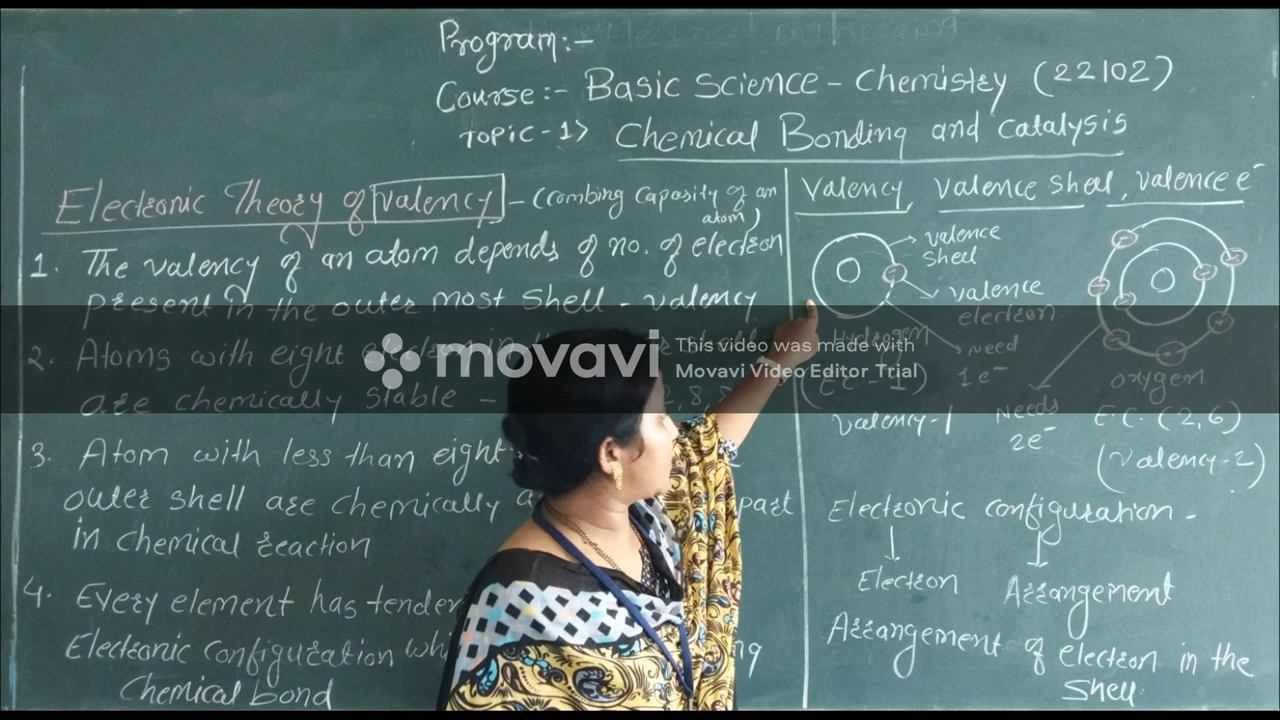 Program:-
Course:- Basic Science - Chemistry (22102)
Topic-1> Chemical Bonding and catalysis
Electronic Theory of valency - (combing capacity of an atom)
1. The valency of an atom depends of no. of electron
present in the outer most shell - valency
2. Atoms with eight
are chemically stable - 2,8,8
3. Atom with less than eight
outer shell are chemically part
in chemical reaction
4. Every element has
Electronic configuration
Chemical bond
movavi
This video was made with
Movavi Video Editor Trial
Valency, valence shell, valence e-
valence
shell
valence
electron
Hydrogen
(E.C.-1)
valency-1
need
1e-
Needs
2e-
oxygen
E.C. (2,6)
(valency-2)
Electronic configuration -
Electron
Arrangement
Arrangement of electron in the
shell